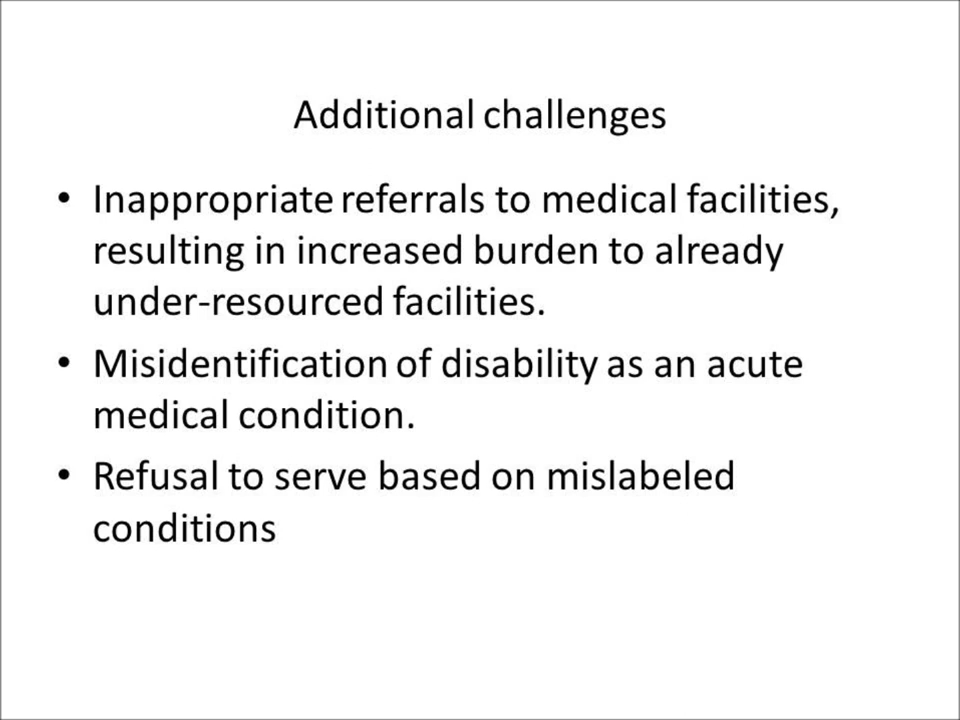 Additional challenges
• Inappropriate referrals to medical facilities,
resulting in increased burden to already
under-resourced facilities.
• Misidentification of disability as an acute
medical condition.
• Refusal to serve based on mislabeled
conditions